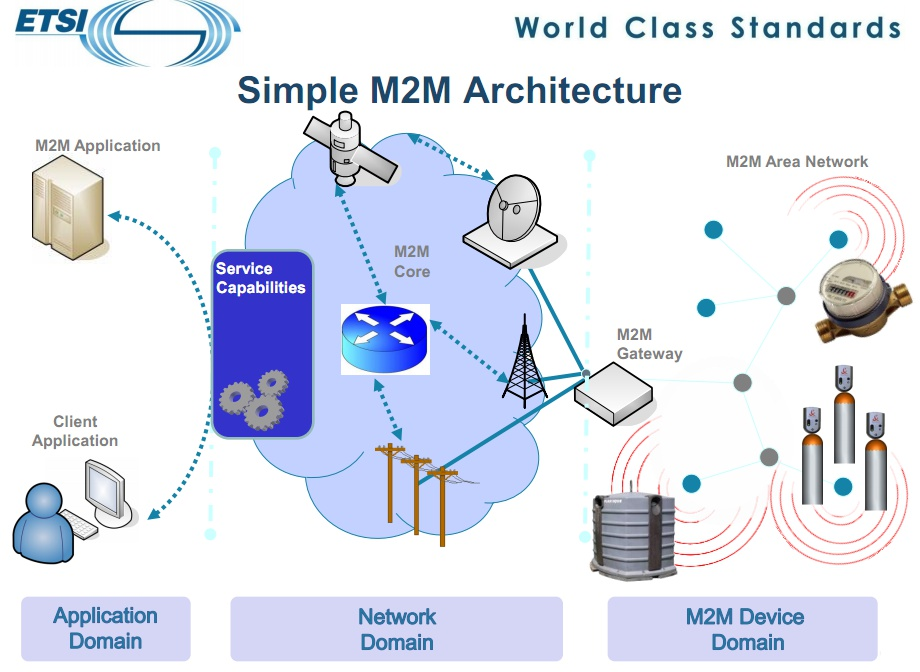 ETSI
World Class Standards
Simple M2M Architecture
M2M Application
M2M Area Network
M2M
Core
Service
Capabilities
M2M
Gateway
Client
Application
Application
Domain
Network
Domain
M2M Device
Domain